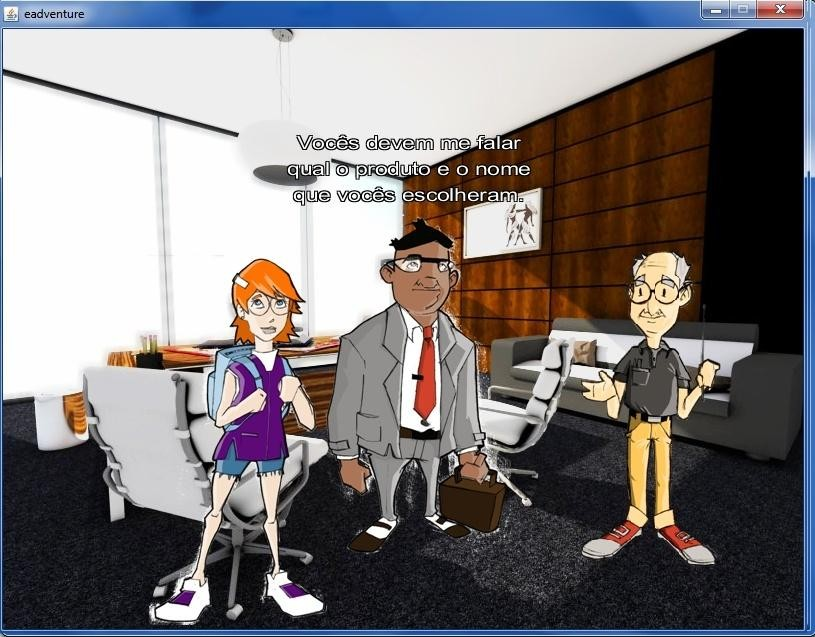 eadventure
Vocês devem me falar
qual o produto e o nome
que vocês escolheram.